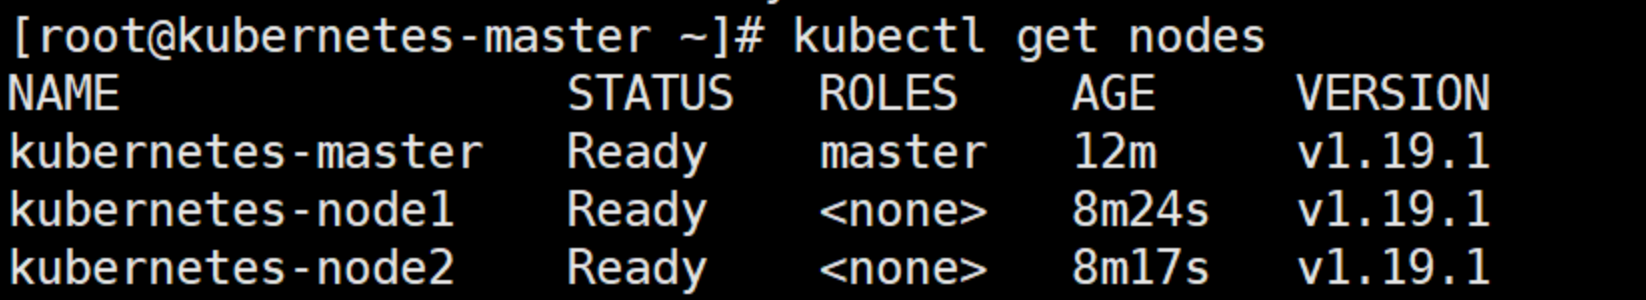 [root@kubernetes-master ~]# kubectl get nodes
NAME STATUS ROLES AGE VERSION
kubernetes-master Ready master 12m v1.19.1
kubernetes-node1 Ready <none> 8m24s v1.19.1
kubernetes-node2 Ready <none> 8m17s v1.19.1